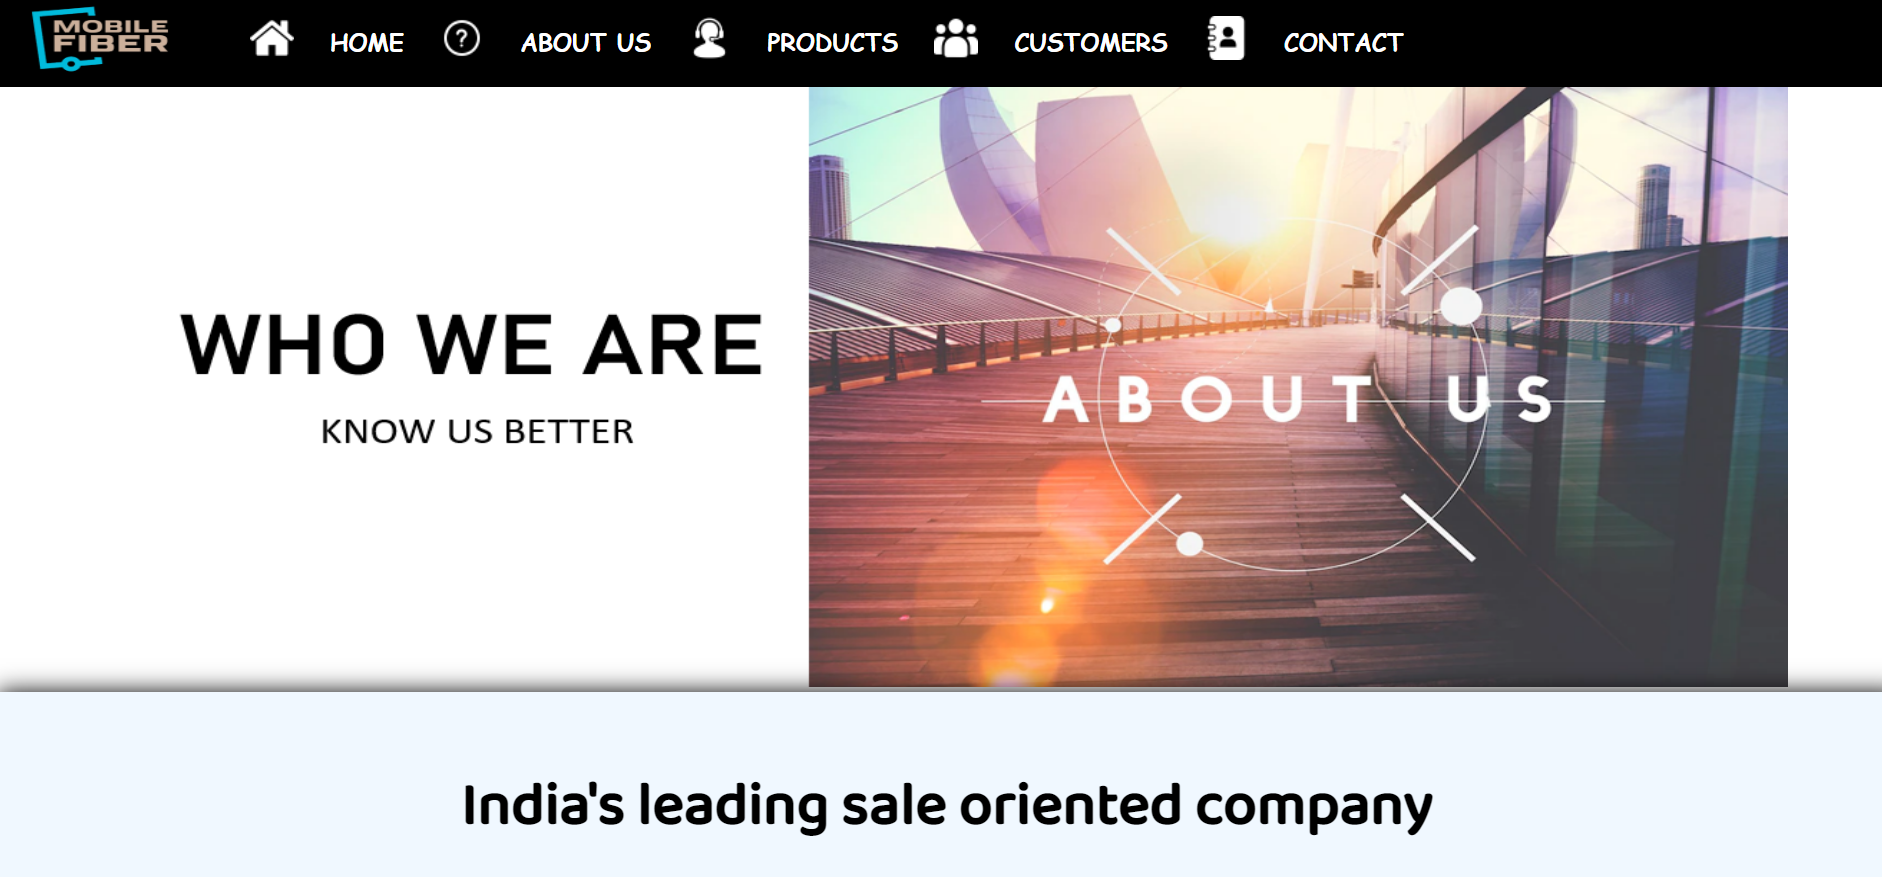 MOBILE
FIBER
HOME ? ABOUT US PRODUCTS CUSTOMERS CONTACT
WHO WE ARE
KNOW US BETTER
ABOUT US
India's leading sale oriented company